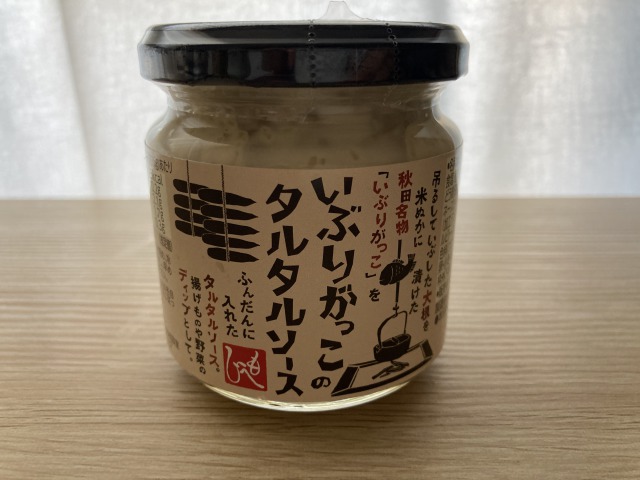 吊るしていぶした大根を
米ぬかに漬けた
秋田名物
「いぶりがっこ」を
いぶりがっこの
タルタルソース
ふんだんに
入れた
タルタルソース。
揚げものや野菜の
ディップとして。
もへじ